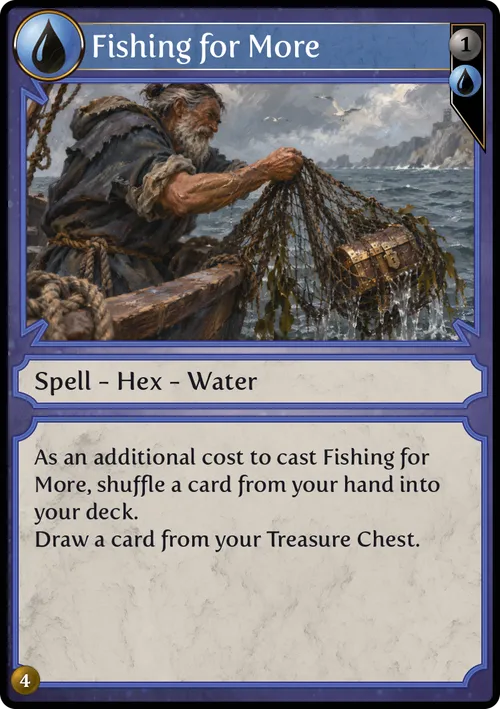 Fishing for More
1
Spell - Hex - Water
As an additional cost to cast Fishing for
More, shuffle a card from your hand into
your deck.
Draw a card from your Treasure Chest.
4